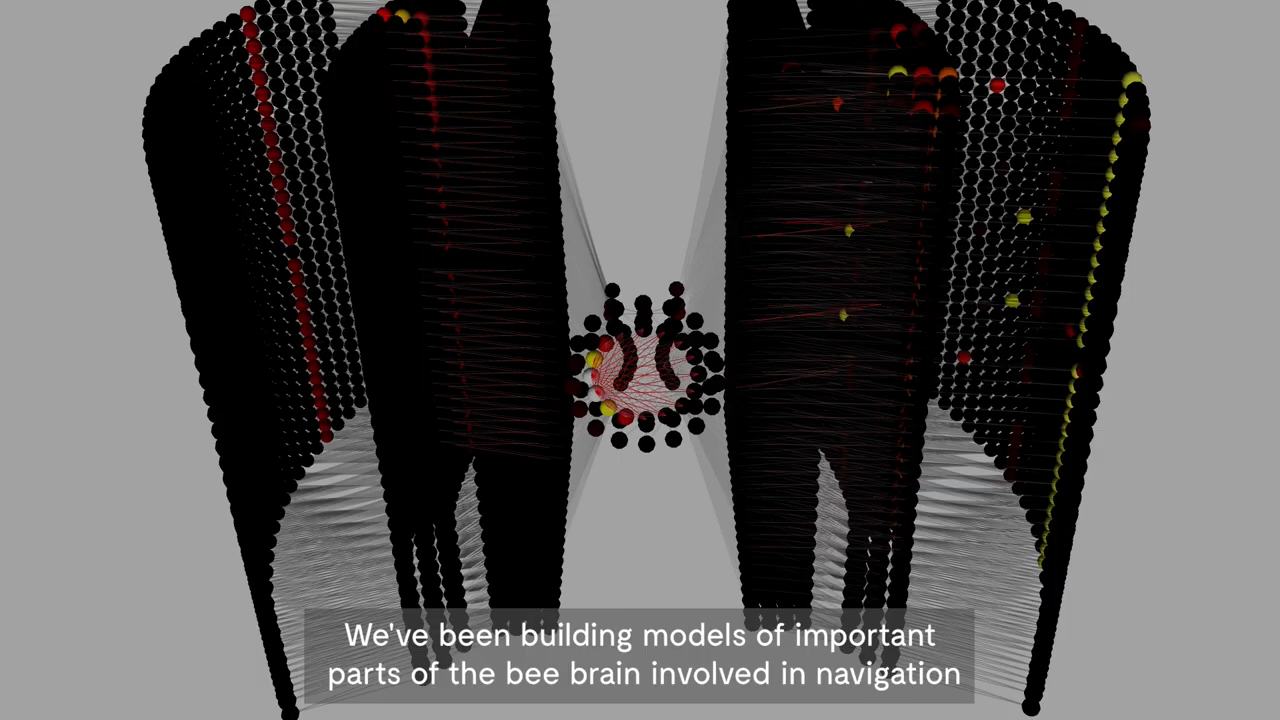 We've been building models of important
parts of the bee brain involved in navigation